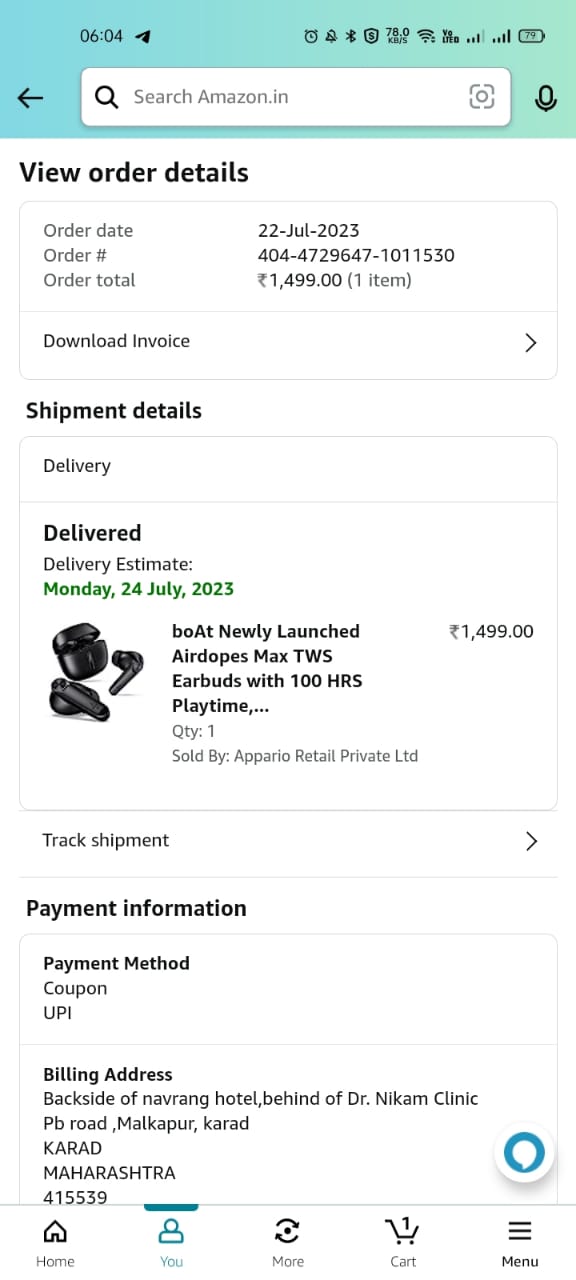 06:04
78.0
KB/S
Vo
LTED
79
Search Amazon.in
View order details
Order date 22-Jul-2023
Order # 404-4729647-1011530
Order total ₹1,499.00 (1 item)
Download Invoice
Shipment details
Delivery
Delivered
Delivery Estimate:
Monday, 24 July, 2023
boAt Newly Launched ₹1,499.00
Airdopes Max TWS
Earbuds with 100 HRS
Playtime,...
Qty: 1
Sold By: Appario Retail Private Ltd
Track shipment
Payment information
Payment Method
Coupon
UPI
Billing Address
Backside of navrang hotel,behind of Dr. Nikam Clinic
Pb road ,Malkapur, karad
KARAD
MAHARASHTRA
415539
1
Home You More Cart Menu